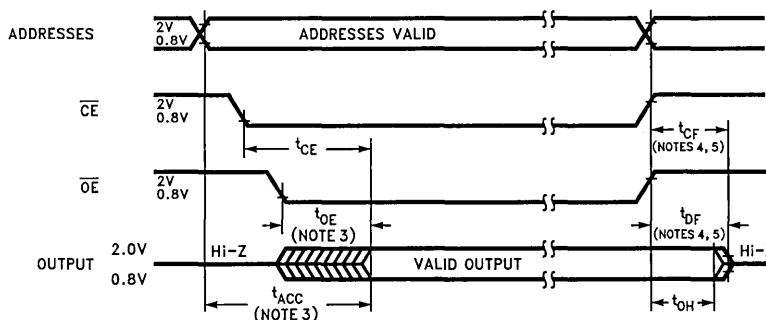 ADDRESSES 2V ADDRESSES VALID
0.8V
CE 2V
0.8V
tCE
tCF
(NOTES 4, 5)
OE 2V
0.8V
tOE
(NOTE 3)
tDF
(NOTES 4, 5)
OUTPUT 2.0V Hi-Z VALID OUTPUT Hi-
0.8V
tACC
(NOTE 3)
tOH